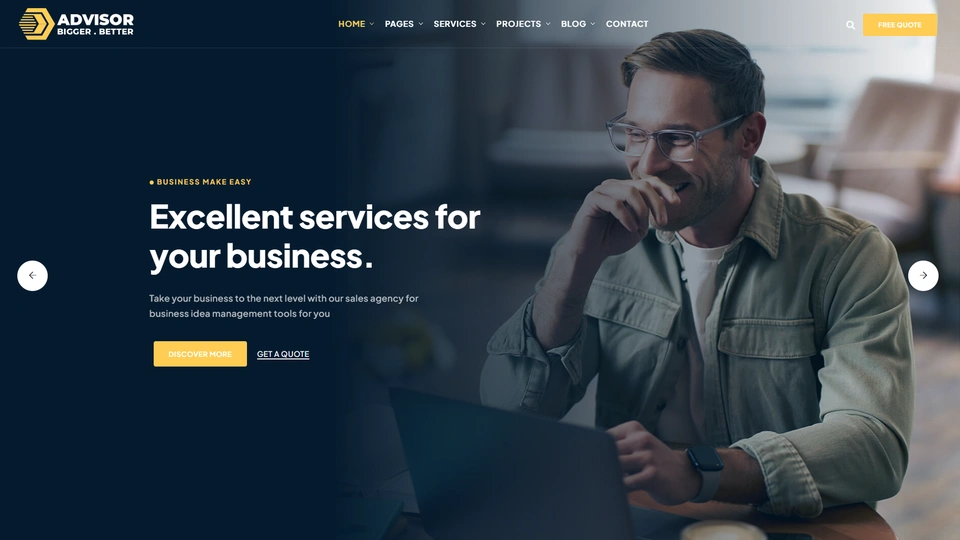 ADVISOR
BIGGER . BETTER
HOME
PAGES
SERVICES
PROJECTS
BLOG
CONTACT
FREE QUOTE
BUSINESS MAKE EASY
Excellent services for
your business.
Take your business to the next level with our sales agency for
business idea management tools for you
DISCOVER MORE
GET A QUOTE